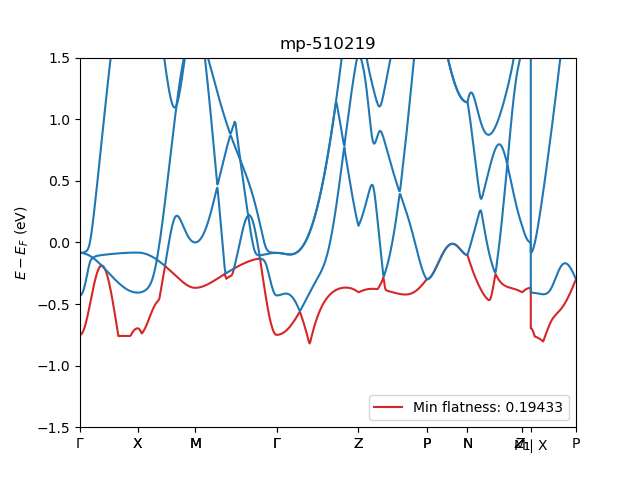 mp-510219
E − E_F (eV)
1.5
1.0
0.5
0.0
−0.5
−1.0
−1.5
Min flatness: 0.19433
Γ X M Γ Z P N P
| X